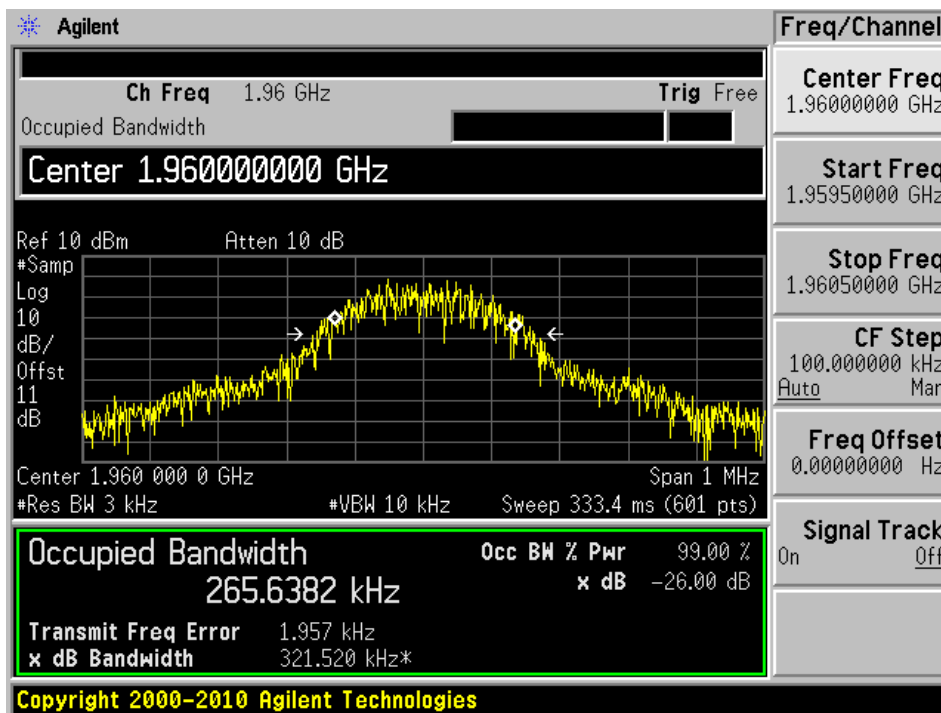 Agilent
Freq/Channel
Ch Freq 1.96 GHz Trig Free
Occupied Bandwidth
Center 1.960000000 GHz
Ref 10 dBm Atten 10 dB
#Samp
Log
10
dB/
Offst
11
dB
Center 1.960 000 0 GHz Span 1 MHz
#Res BW 3 kHz #VBW 10 kHz Sweep 333.4 ms (601 pts)
Occupied Bandwidth Occ BW % Pwr 99.00 %
265.6382 kHz x dB -26.00 dB
Transmit Freq Error 1.957 kHz
x dB Bandwidth 321.520 kHz*
Copyright 2000-2010 Agilent Technologies
Center Freq
1.96000000 GHz
Start Freq
1.95950000 GHz
Stop Freq
1.96050000 GHz
CF Step
100.000000 kHz
Auto Man
Freq Offset
0.00000000 Hz
Signal Track
On Off